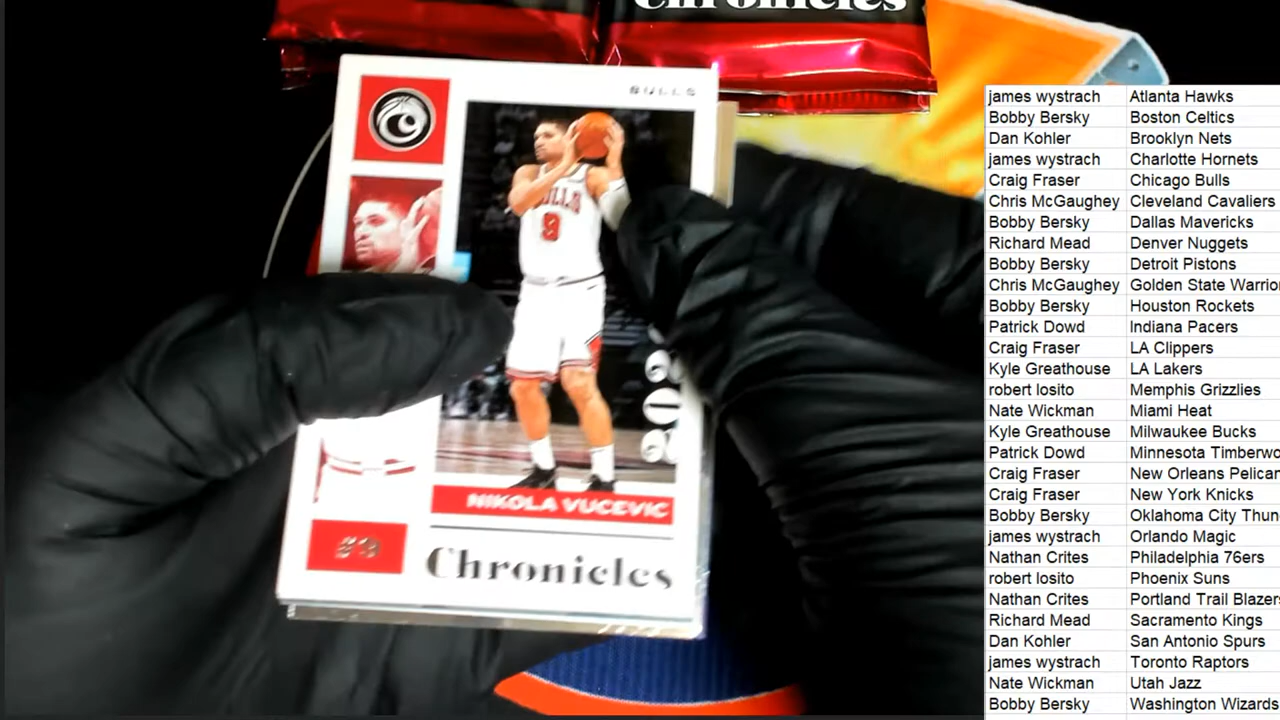 Chronicles
BULLS
BULLS
9
NIKOLA VUCEVIC
#9
Chronicles
james wystrach Atlanta Hawks
Bobby Bersky Boston Celtics
Dan Kohler Brooklyn Nets
james wystrach Charlotte Hornets
Craig Fraser Chicago Bulls
Chris McGaughey Cleveland Cavaliers
Bobby Bersky Dallas Mavericks
Richard Mead Denver Nuggets
Bobby Bersky Detroit Pistons
Chris McGaughey Golden State Warrio
Bobby Bersky Houston Rockets
Patrick Dowd Indiana Pacers
Craig Fraser LA Clippers
Kyle Greathouse LA Lakers
robert losito Memphis Grizzlies
Nate Wickman Miami Heat
Kyle Greathouse Milwaukee Bucks
Patrick Dowd Minnesota Timberwo
Craig Fraser New Orleans Pelican
Craig Fraser New York Knicks
Bobby Bersky Oklahoma City Thun
james wystrach Orlando Magic
Nathan Crites Philadelphia 76ers
robert losito Phoenix Suns
Nathan Crites Portland Trail Blazers
Richard Mead Sacramento Kings
Dan Kohler San Antonio Spurs
james wystrach Toronto Raptors
Nate Wickman Utah Jazz
Bobby Bersky Washington Wizards